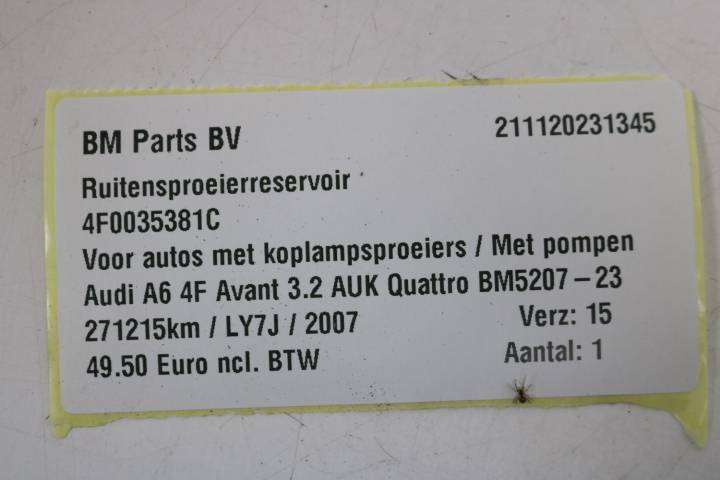 BM Parts BV 211120231345
Ruitensproeierreservoir
4F0035381C
Voor autos met koplampsproeiers / Met pompen
Audi A6 4F Avant 3.2 AUK Quattro BM5207-23
271215km / LY7J / 2007 Verz: 15
49.50 Euro ncl. BTW Aantal: 1